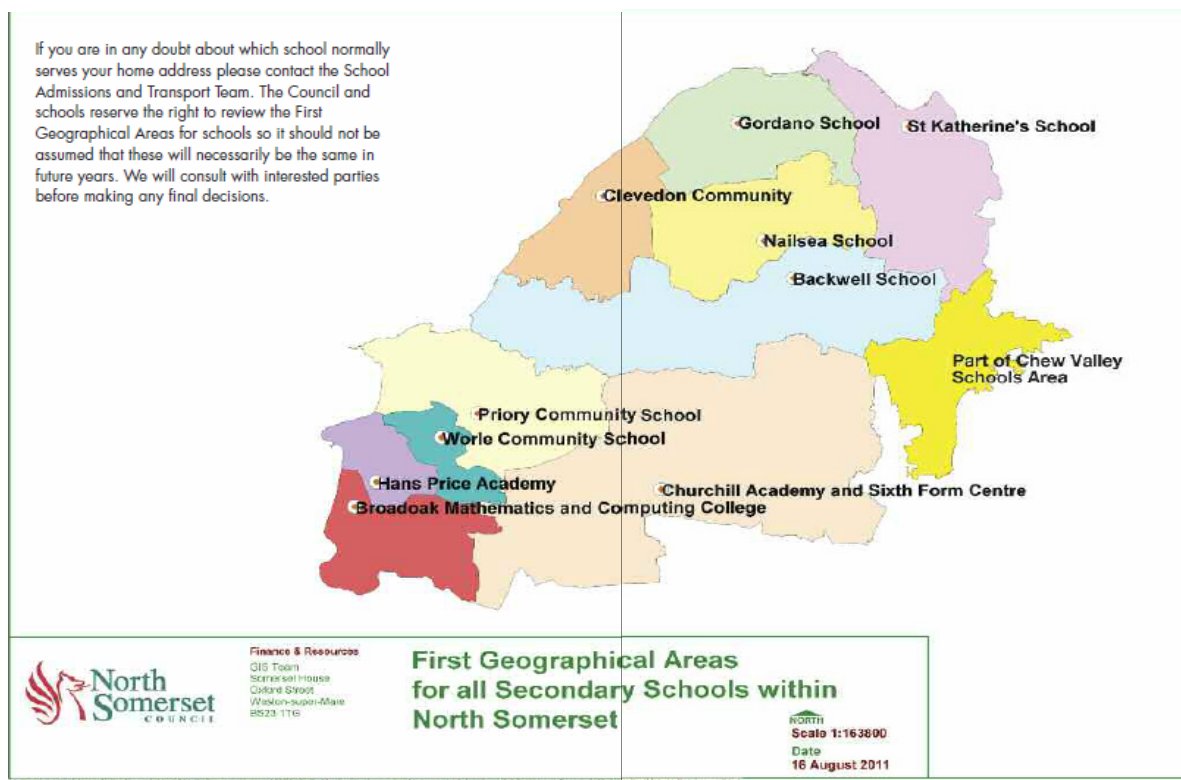 If you are in any doubt about which school normally
serves your home address please contact the School
Admissions and Transport Team. The Council and
schools reserve the right to review the First
Geographical Areas for schools so it should not be
assumed that these will necessarily be the same in
future years. We will consult with interested parties
before making any final decisions.
Gordano School
St Katherine's School
Clevedon Community
Nailsea School
Backwell School
Part of Chew Valley
Schools Area
Priory Community School
Worle Community School
Hans Price Academy
Churchill Academy and Sixth Form Centre
Broadoak Mathematics and Computing College
North
Somerset
COUNCIL
Finance & Resources
GIS Team
Somerset House
Oxford Street
Weston-super-Mare
BS23 1TG
First Geographical Areas
for all Secondary Schools within
North Somerset
NORTH
Scale 1:163800
Date
16 August 2011